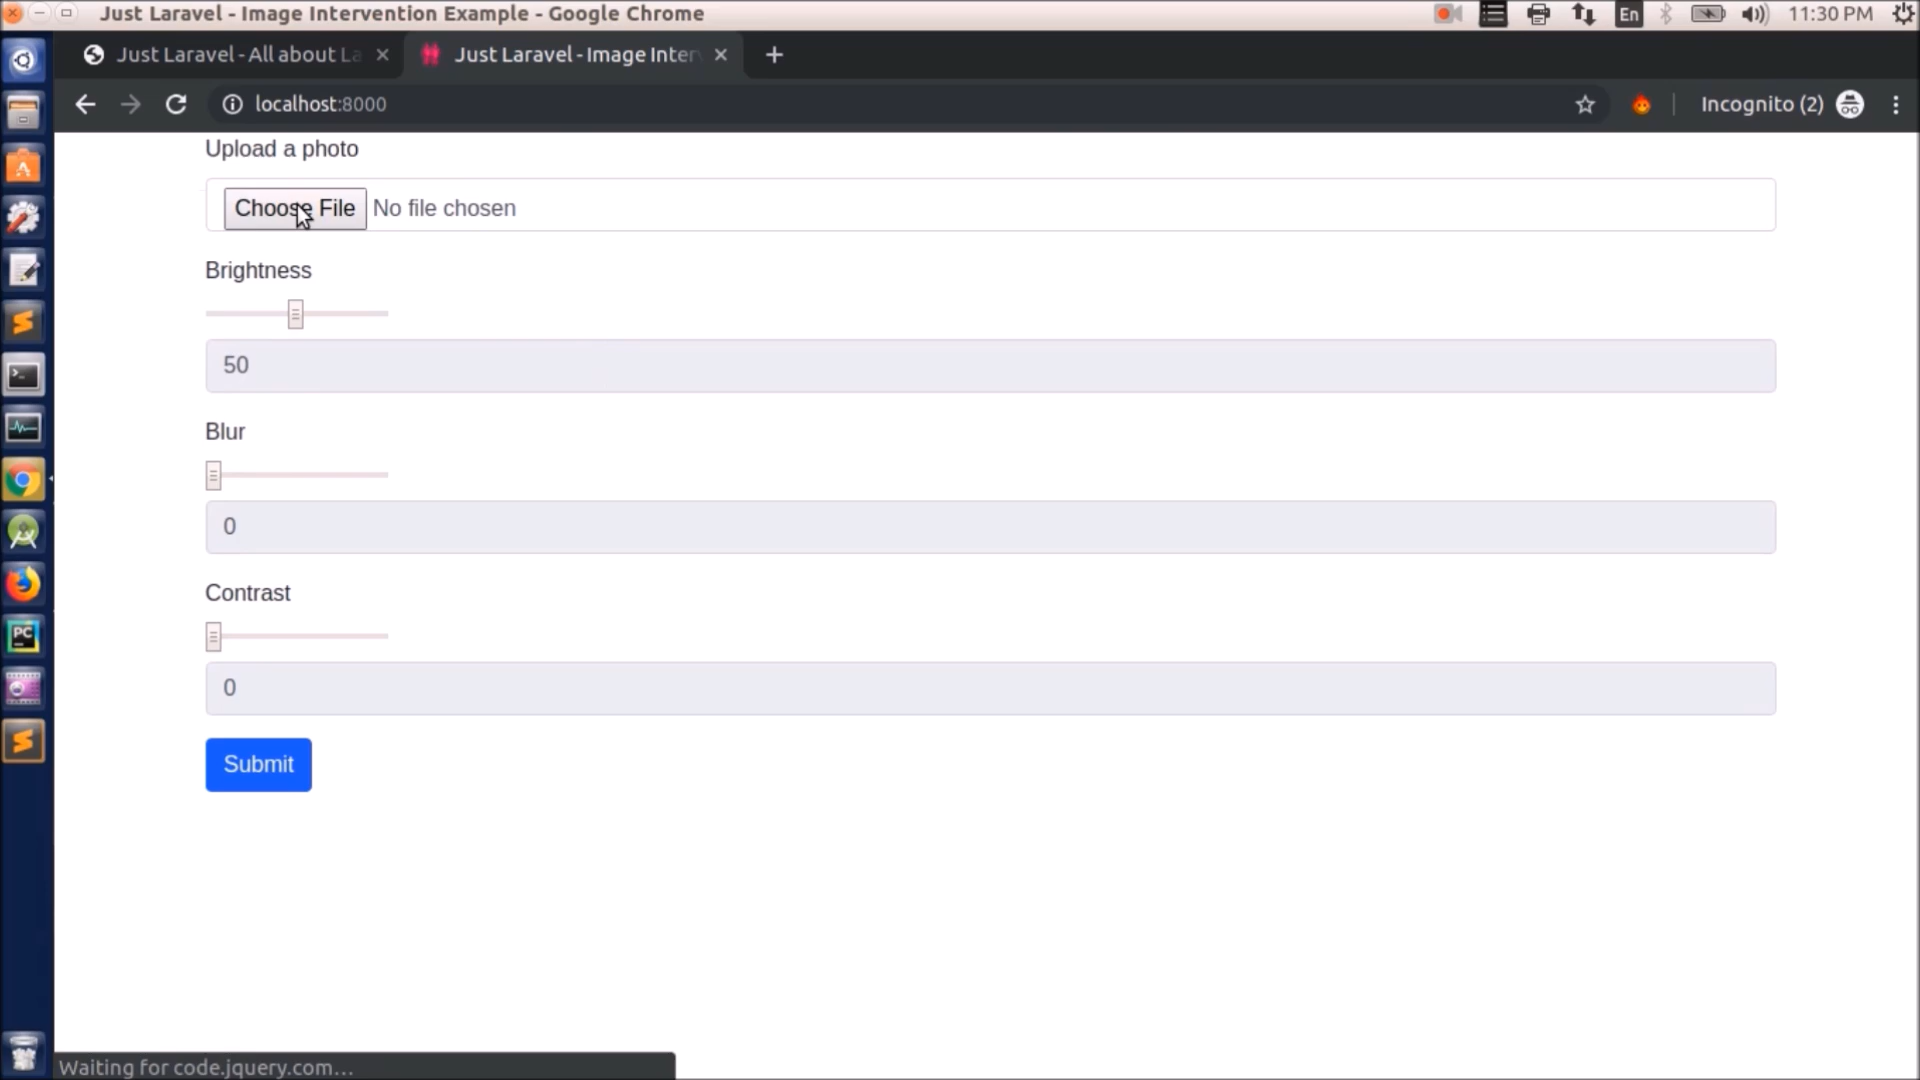 Just Laravel - Image Intervention Example - Google Chrome
En
11:30 PM
Just Laravel - All about La
Just Laravel - Image Inter
localhost:8000
Incognito (2)
Upload a photo
Choose File No file chosen
Brightness
50
Blur
0
Contrast
0
Submit
PC
Waiting for code.jquery.com...